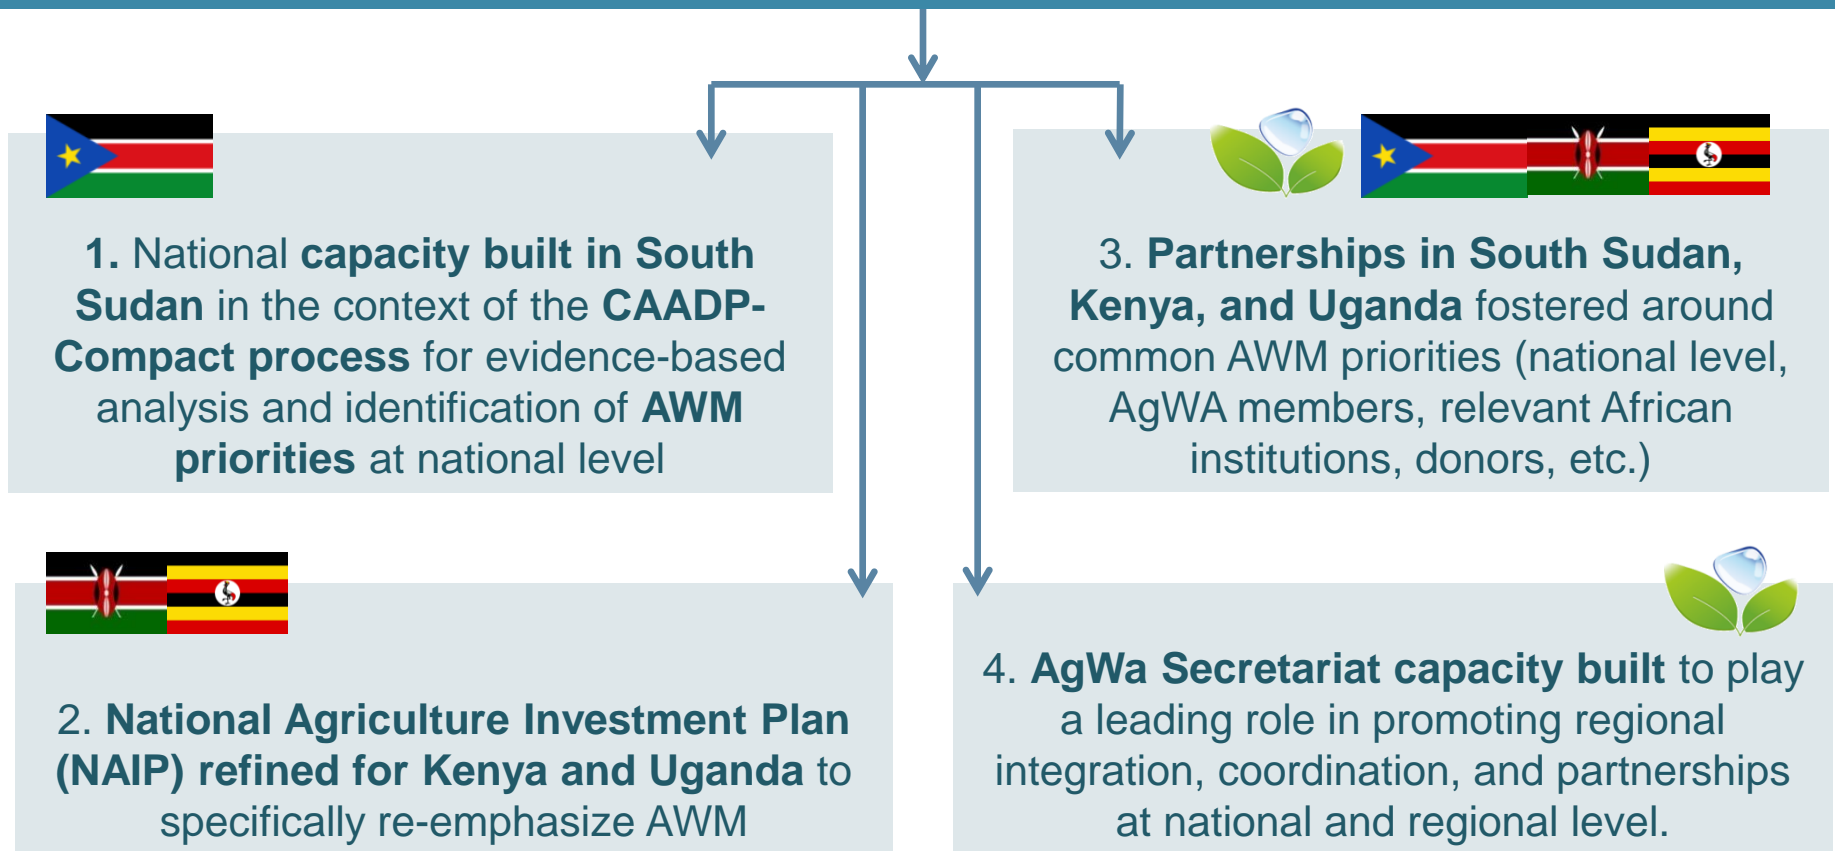 1. National capacity built in South
Sudan in the context of the CAADP-
Compact process for evidence-based
analysis and identification of AWM
priorities at national level
2. National Agriculture Investment Plan
(NAIP) refined for Kenya and Uganda to
specifically re-emphasize AWM
3. Partnerships in South Sudan,
Kenya, and Uganda fostered around
common AWM priorities (national level,
AgWA members, relevant African
institutions, donors, etc.)
4. AgWa Secretariat capacity built to play
a leading role in promoting regional
integration, coordination, and partnerships
at national and regional level.